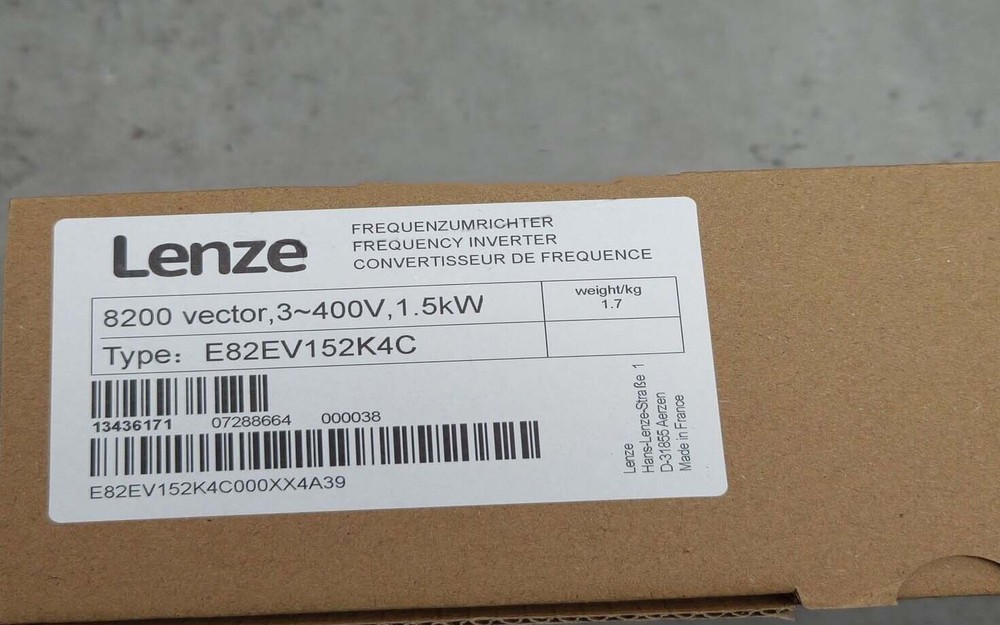 Lenze
FREQUENZUMRICHTER
FREQUENCY INVERTER
CONVERTISSEUR DE FREQUENCE
8200 vector,3~400V,1.5kW
weight/kg
1.7
Type: E82EV152K4C
13436171 07288664 000038
E82EV152K4C000XX4A39
Lenze
Hans-Lenze-Straße 1
D-31855 Aerzen
Made in France